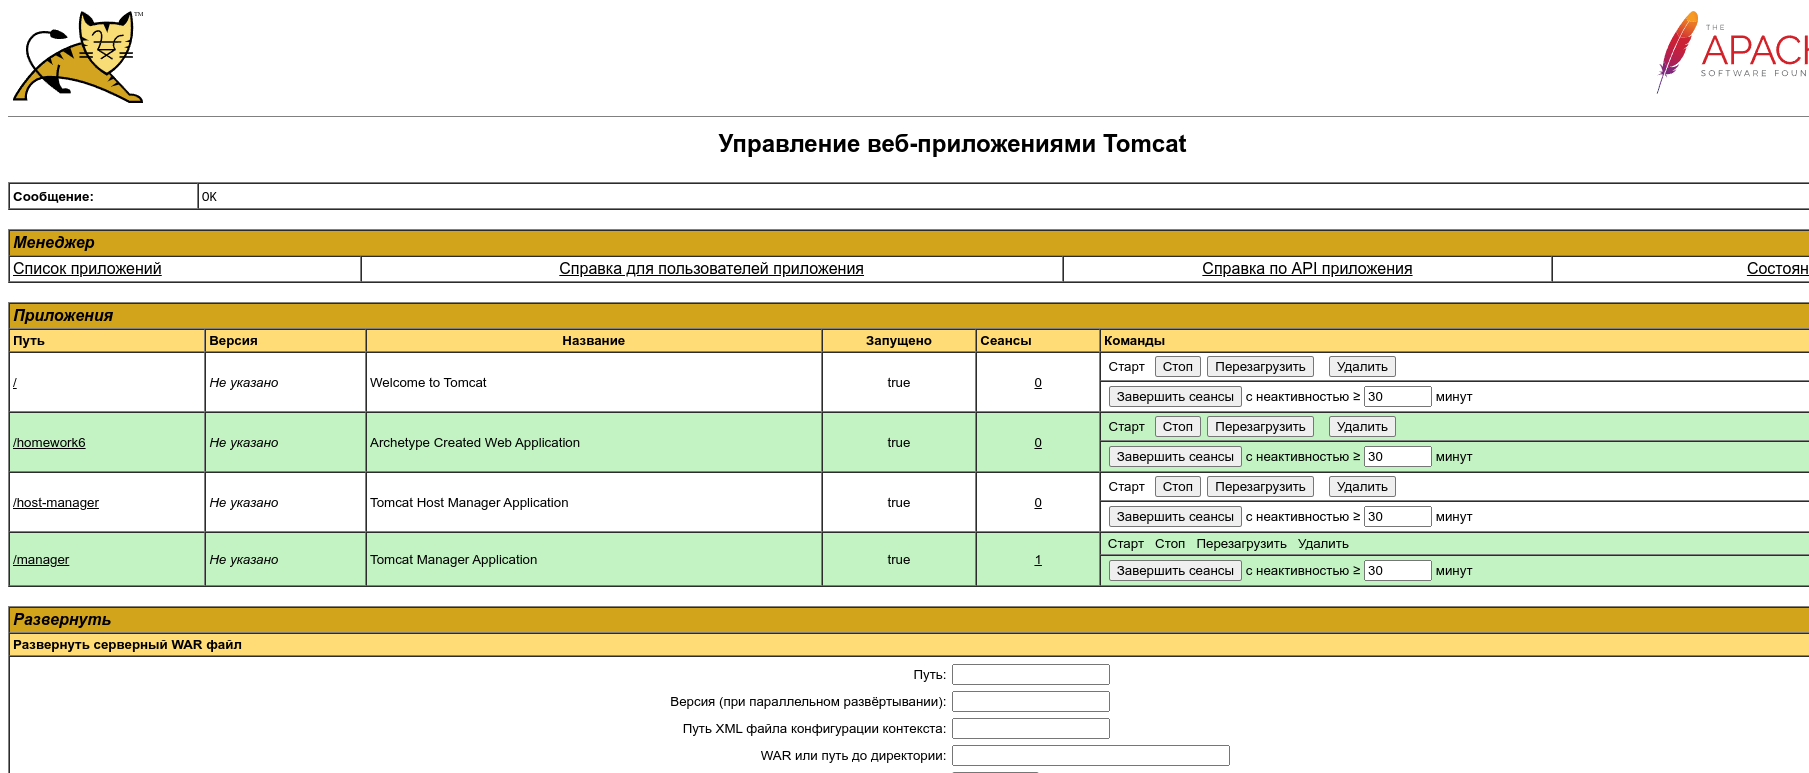 TM
THE
APACH
SOFTWARE FOUN
Управление веб-приложениями Tomcat
Сообщение: OK
Менеджер
Список приложений Справка для пользователей приложения Справка по API приложения Состоян
Приложения
Путь Версия Название Запущено Сеансы Команды
/ Не указано Welcome to Tomcat true 0 Старт Стоп Перезагрузить Удалить
Завершить сеансы с неактивностью ≥ 30 минут
/homework6 Не указано Archetype Created Web Application true 0 Старт Стоп Перезагрузить Удалить
Завершить сеансы с неактивностью ≥ 30 минут
/host-manager Не указано Tomcat Host Manager Application true 0 Старт Стоп Перезагрузить Удалить
Завершить сеансы с неактивностью ≥ 30 минут
/manager Не указано Tomcat Manager Application true 1 Старт Стоп Перезагрузить Удалить
Завершить сеансы с неактивностью ≥ 30 минут
Развернуть
Развернуть серверный WAR файл
Путь:
Версия (при параллельном развёртывании):
Путь XML файла конфигурации контекста:
WAR или путь до директории: